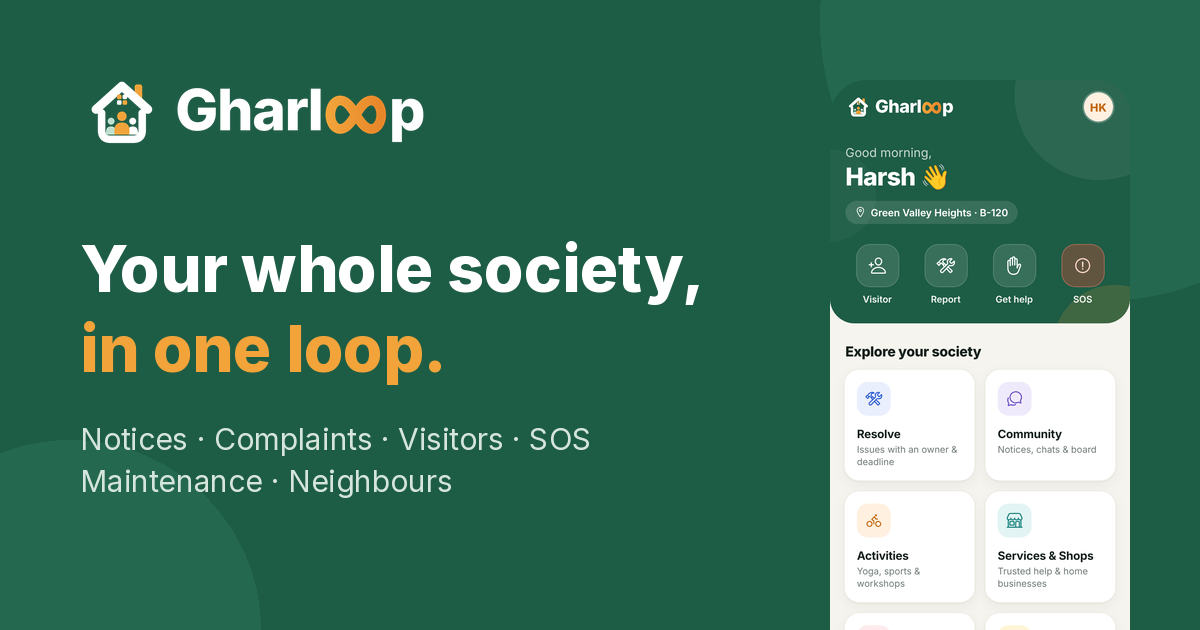 Gharloop
Your whole society,
in one loop.
Notices · Complaints · Visitors · SOS
Maintenance · Neighbours
Gharloop
HK
Good morning,
Harsh 👋
Green Valley Heights · B-120
Visitor
Report
Get help
SOS
Explore your society
Resolve
Issues with an owner &
deadline
Community
Notices, chats & board
Activities
Yoga, sports &
workshops
Services & Shops
Trusted help & home
businesses